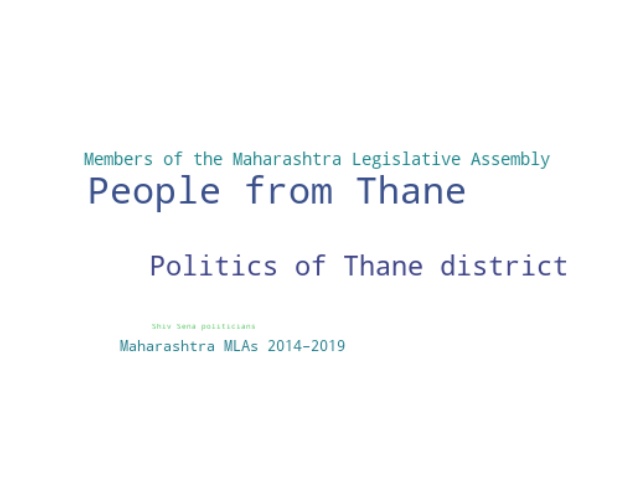 Members of the Maharashtra Legislative Assembly
People from Thane
Politics of Thane district
Shiv Sena politicians
Maharashtra MLAs 2014–2019